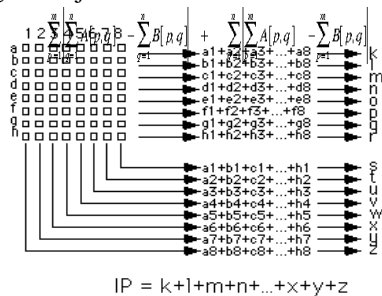 ∑∑A[p,q] − ∑B[p,q] + ∑∑A[p,q] − ∑B[p,q]
1 2 3 4 5 6 7 8
a a1+a2+a3+...+a8 k
b b1+b2+b3+...+b8
c c1+c2+c3+...+c8 m
d d1+d2+d3+...+d8 n
e e1+e2+e3+...+e8 o
f f1+f2+f3+...+f8 p
g g1+g2+g3+...+g8 q
h h1+h2+h3+...+h8 r
a1+b1+c1+...+h1 s
a2+b2+c2+...+h2 t
a3+b3+c3+...+h3 u
a4+b4+c4+...+h4 v
a5+b5+c5+...+h5 w
a6+b6+c6+...+h6 x
a7+b7+c7+...+h7 y
a8+b8+c8+...+h8 z
IP = k+l+m+n+...+x+y+z